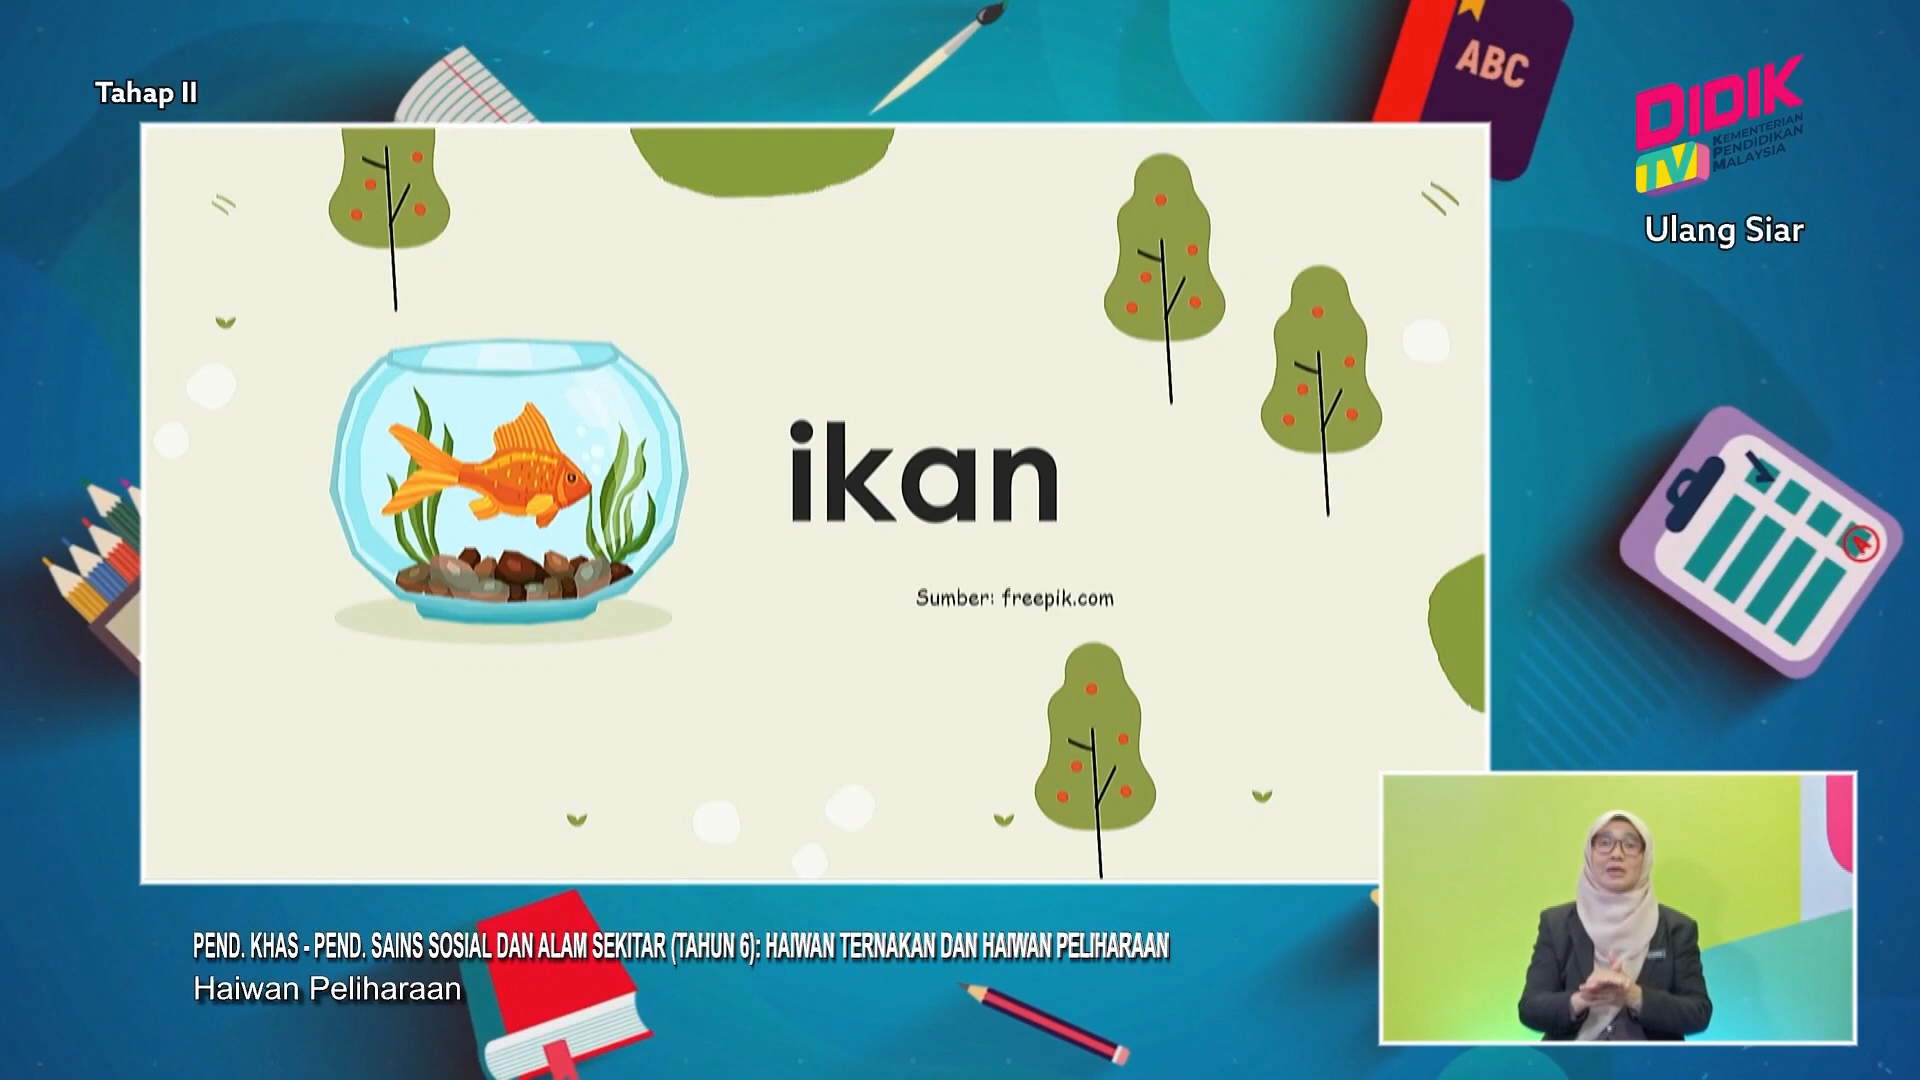 Tahap II
ABC
DIDIK
TV
KEMENTERIAN
PENDIDIKAN
MALAYSIA
Ulang Siar
ikan
Sumber: freepik.com
A
PEND. KHAS - PEND. SAINS SOSIAL DAN ALAM SEKITAR (TAHUN 6): HAIWAN TERNAKAN DAN HAIWAN PELIHARAAN
Haiwan Peliharaan